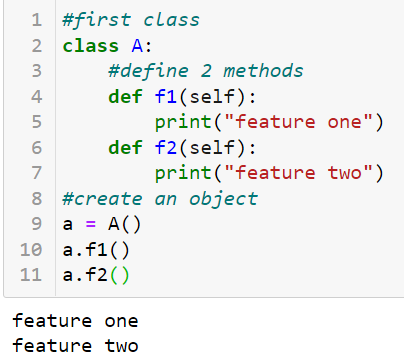 1 #first class
2 class A:
3     #define 2 methods
4     def f1(self):
5         print("feature one")
6     def f2(self):
7         print("feature two")
8 #create an object
9 a = A()
10 a.f1()
11 a.f2()
feature one
feature two